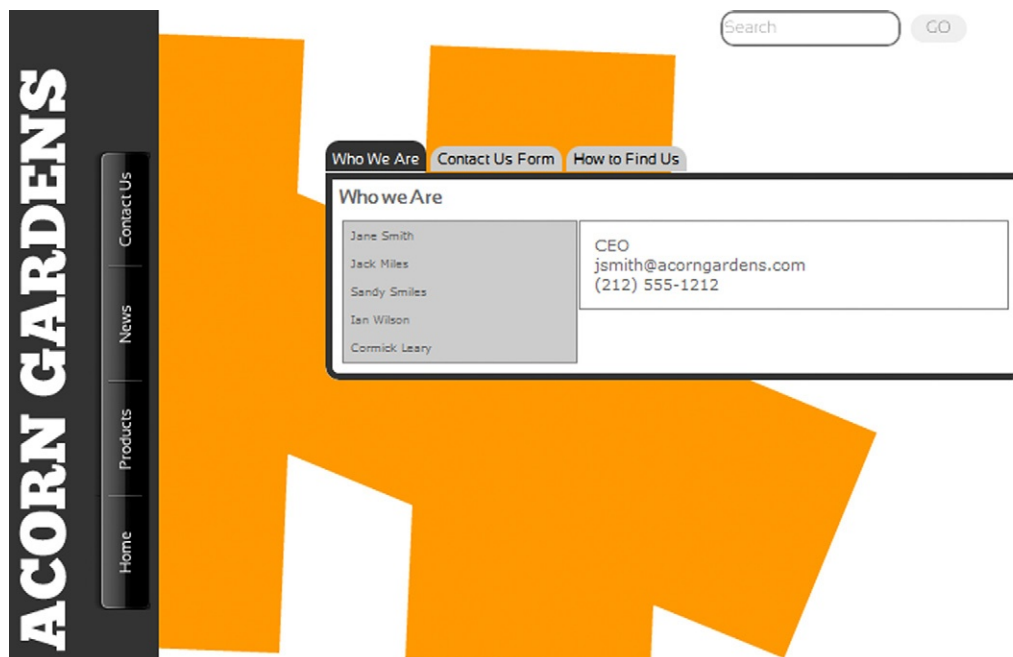 ACORN GARDENS
Contact Us
News
Products
Home
Search
GO
Who We Are
Contact Us Form
How to Find Us
Who we Are
Jane Smith
Jack Miles
Sandy Smiles
Ian Wilson
Cormick Leary
CEO
jsmith@acorngardens.com
(212) 555-1212